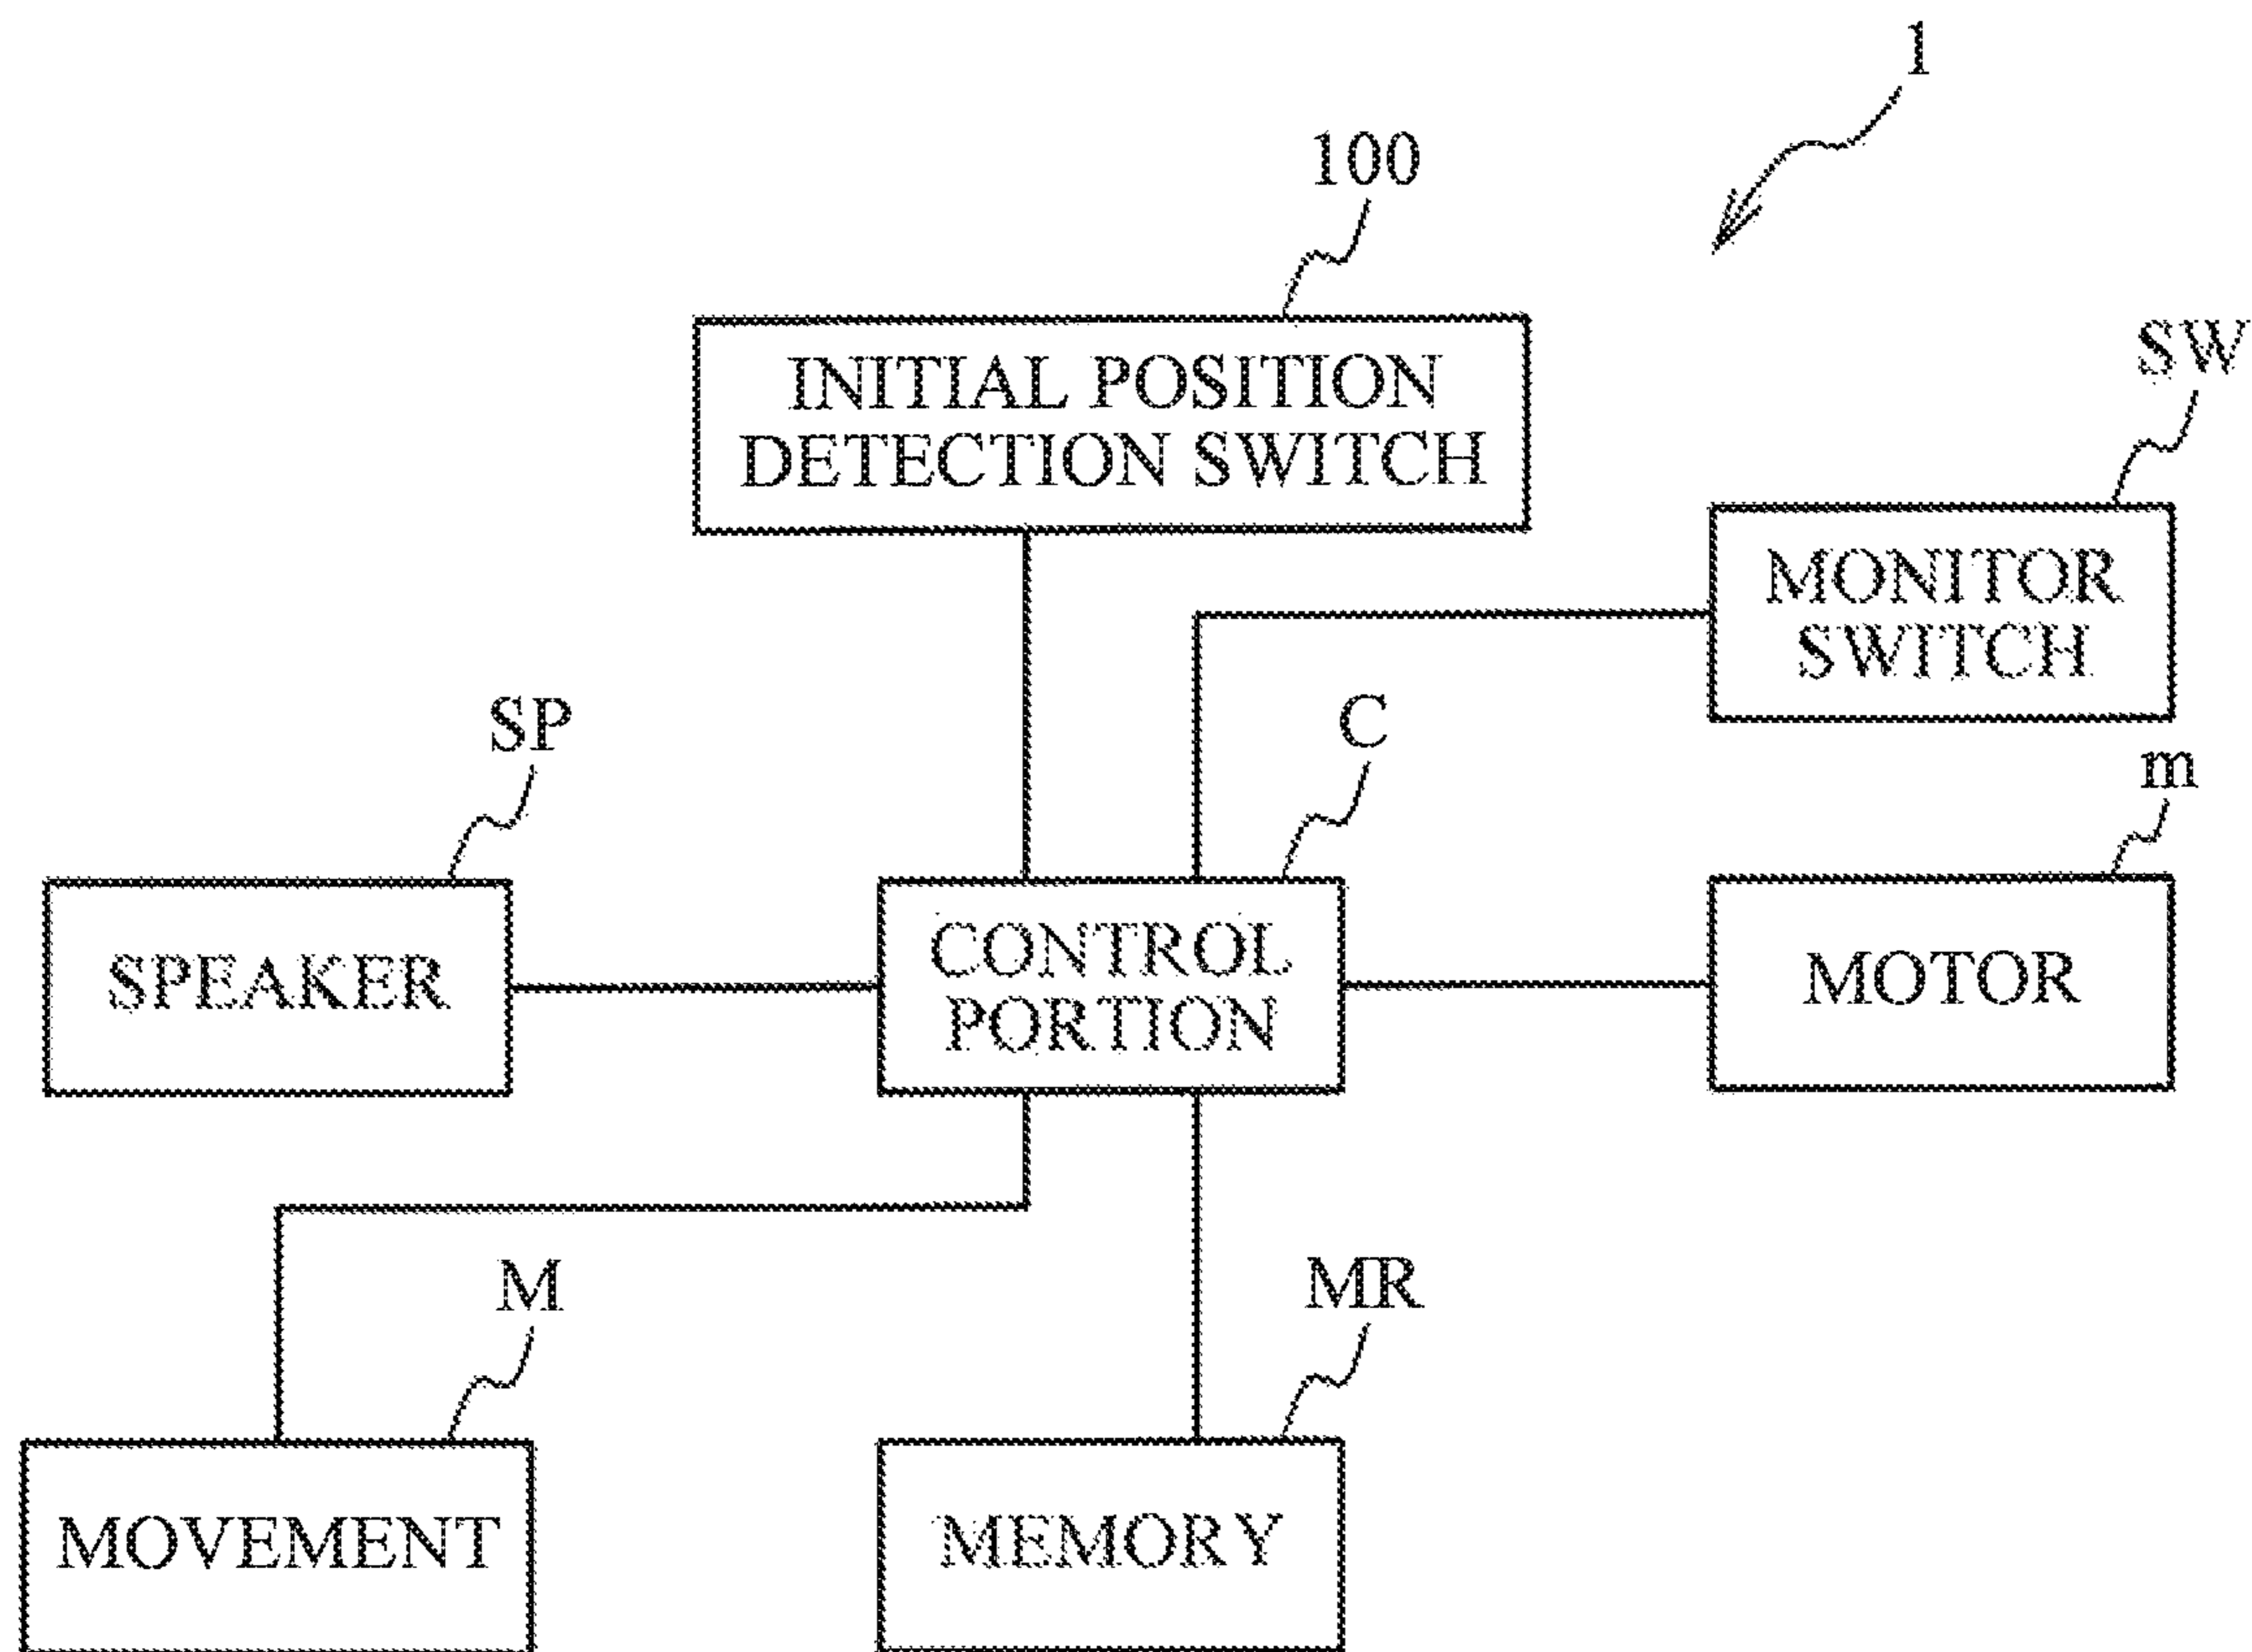 1
100
INITIAL POSITION
DETECTION SWITCH
SW
MONITOR
SWITCH
SP
SPEAKER
C
CONTROL
PORTION
m
MOTOR
M
MOVEMENT
MR
MEMORY